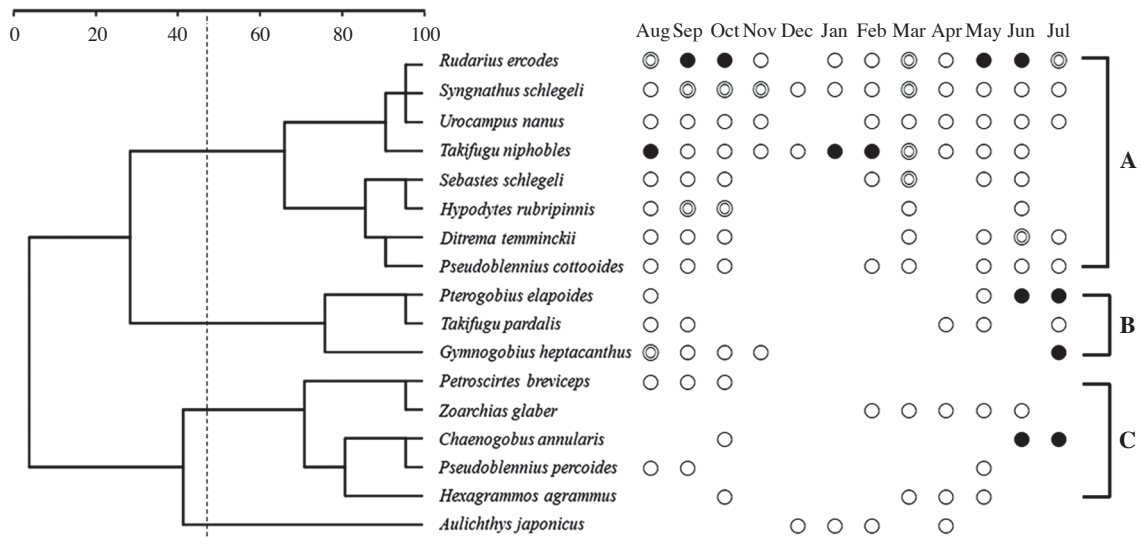 0 20 40 60 80 100
Aug Sep Oct Nov Dec Jan Feb Mar Apr May Jun Jul
Rudarius ercodes
Syngnathus schlegeli
Urocampus nanus
Takifugu niphobles
A
Sebastes schlegeli
Hypodytes rubripinnis
Ditrema temminckii
Pseudoblennius cottooides
Pterogobius elapoides
Takifugu pardalis
B
Gymnogobius heptacanthus
Petroscirtes breviceps
Zoarchias glaber
Chaenogobus annularis
C
Pseudoblennius percoides
Hexagrammos agrammus
Aulichthys japonicus